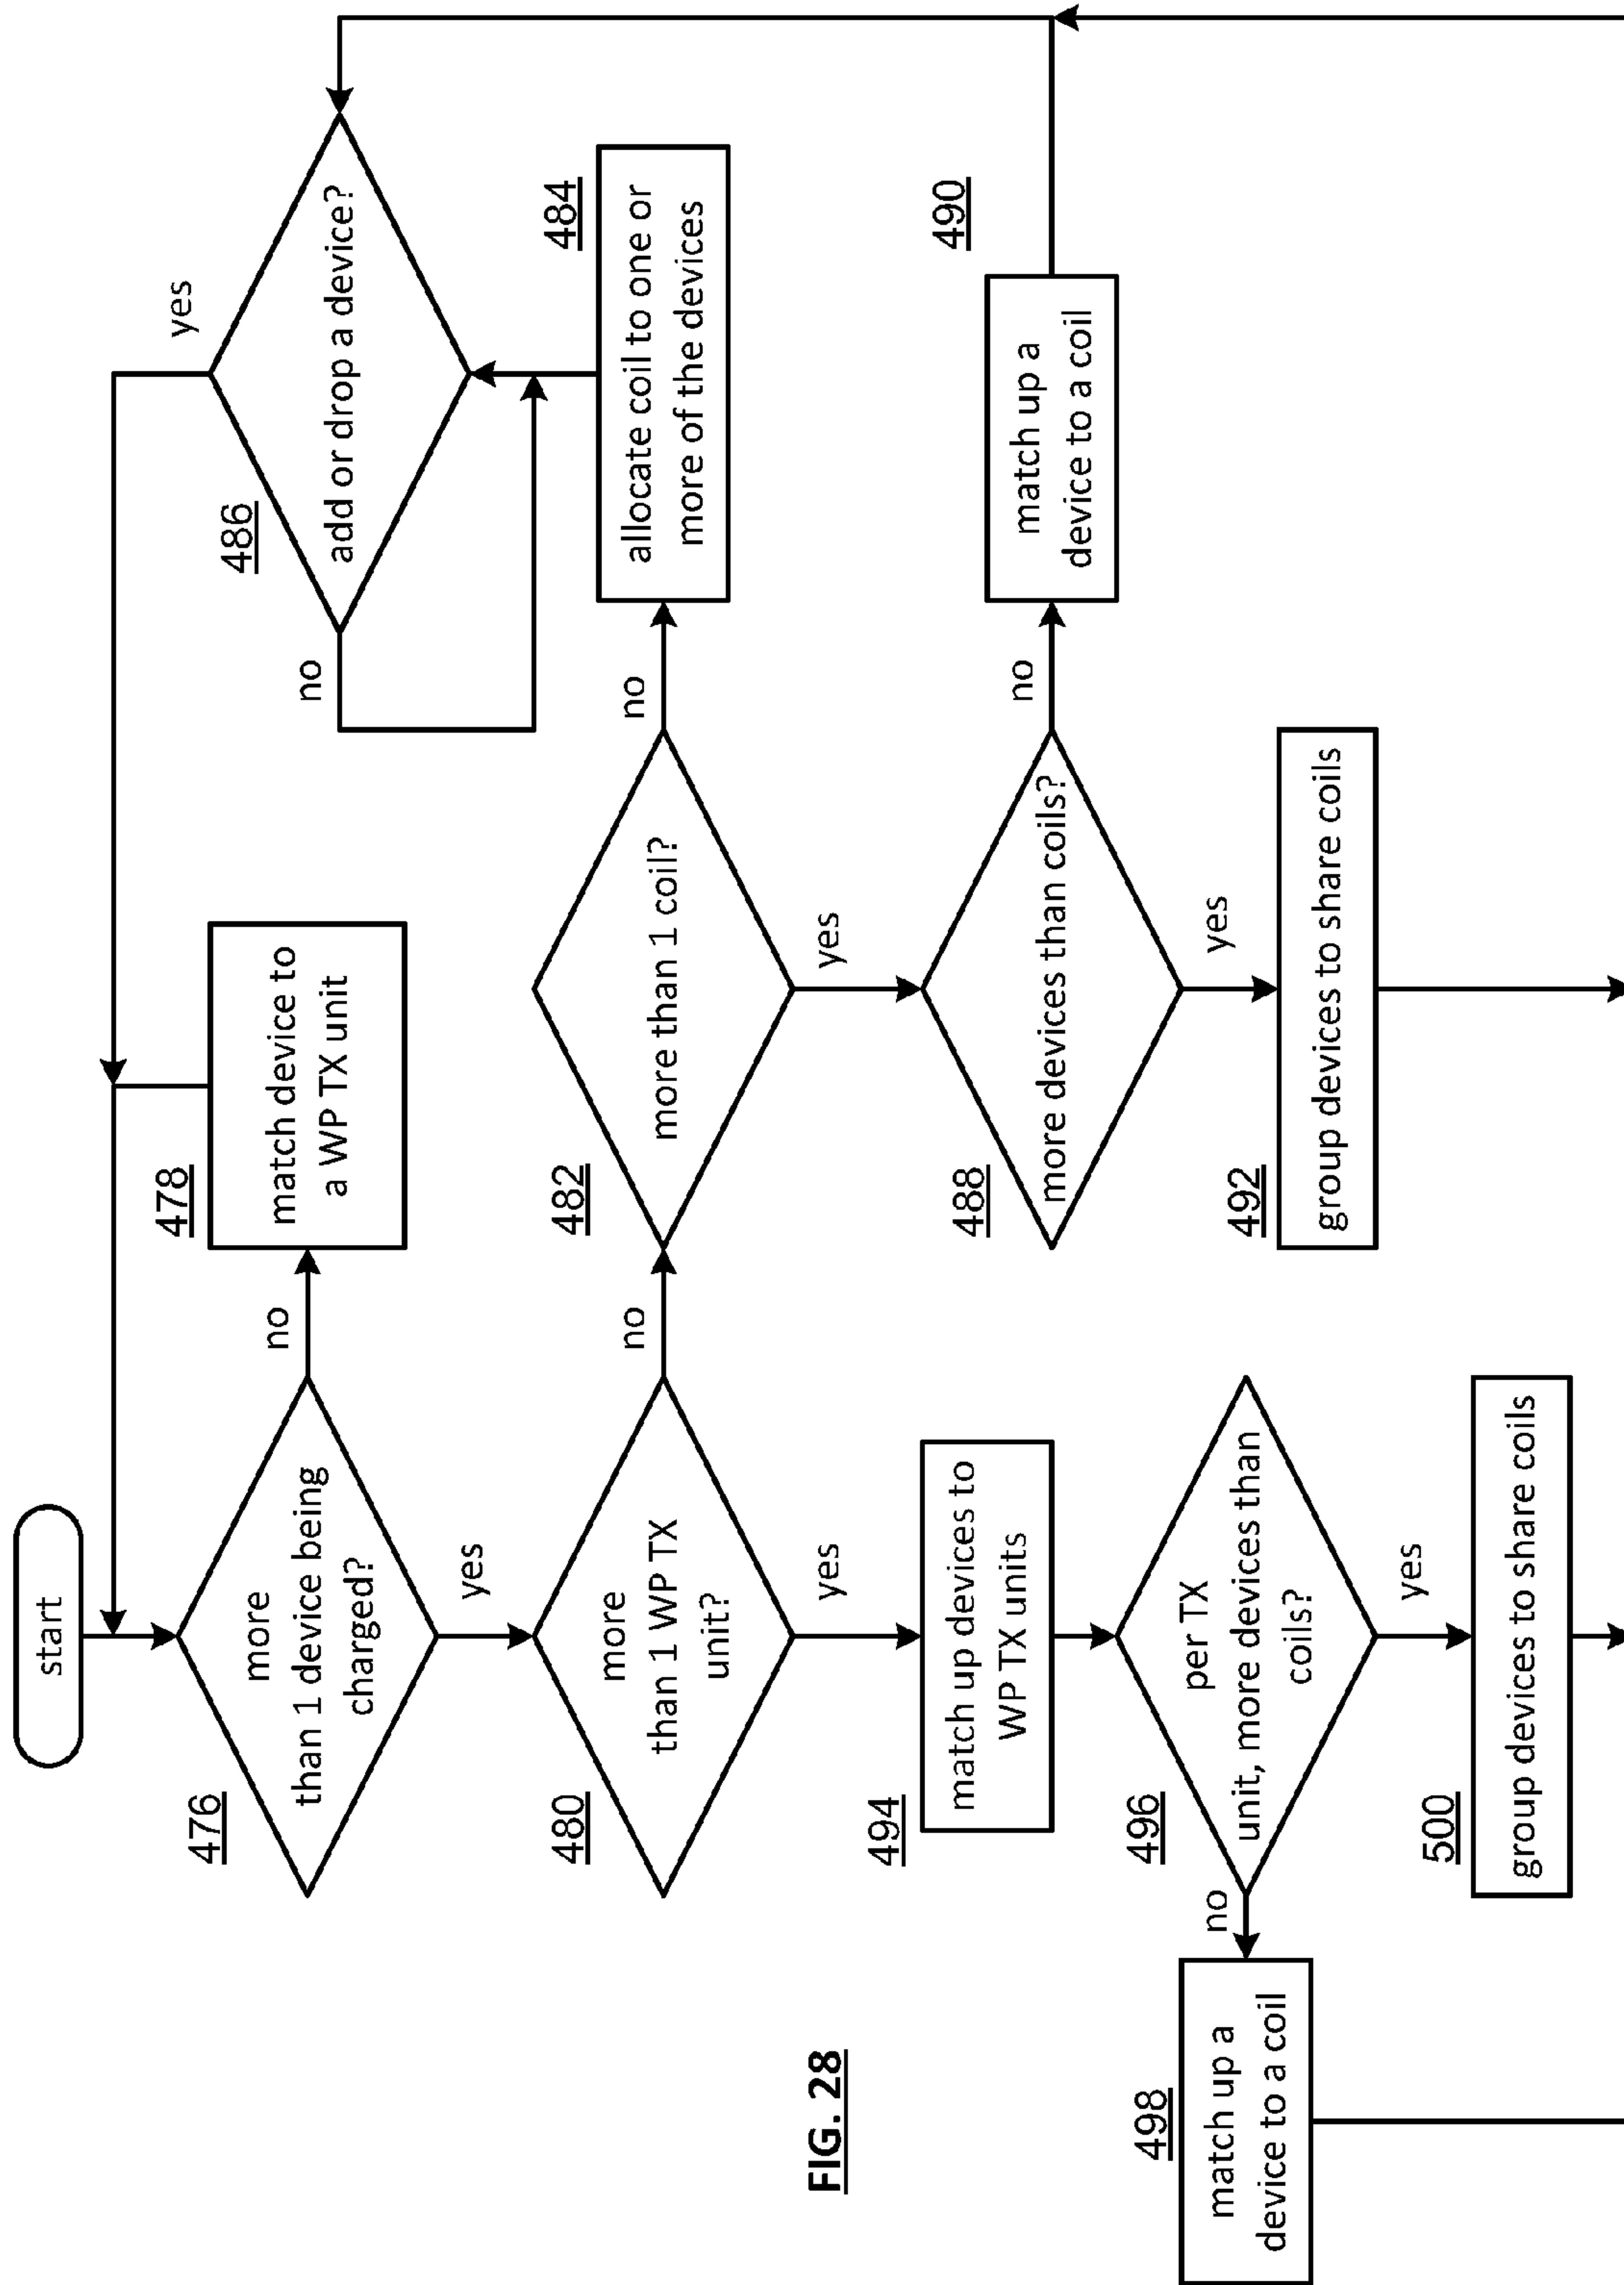 start
476
more
than 1 device being
charged?
no
478
match device to
a WP TX unit
yes
480
more
than 1 WP TX
unit?
no
482
more than 1 coil?
no
484
allocate coil to one or
more of the devices
486
add or drop a device?
yes
no
yes
488
more devices than coils?
no
490
match up a
device to a coil
yes
492
group devices to share coils
yes
494
match up devices to
WP TX units
496
per TX
unit, more devices than
coils?
no
498
match up a
device to a coil
yes
500
group devices to share coils
FIG. 28